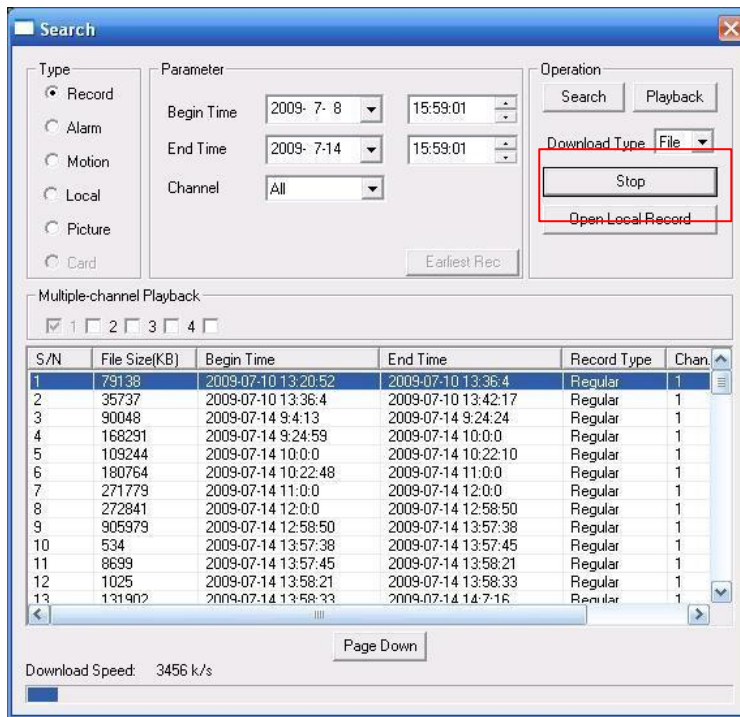 Search
Type
Record
Alarm
Motion
Local
Picture
Card
Parameter
Begin Time 2009- 7- 8 15:59:01
End Time 2009- 7-14 15:59:01
Channel All
Earliest Rec
Operation
Search Playback
Download Type File
Stop
Open Local Record
Multiple-channel Playback
1 2 3 4
S/N File Size(KB) Begin Time End Time Record Type Chan.
1 79138 2009-07-10 13:20:52 2009-07-10 13:36:4 Regular 1
2 35737 2009-07-10 13:36:4 2009-07-10 13:42:17 Regular 1
3 90048 2009-07-14 9:4:13 2009-07-14 9:24:24 Regular 1
4 168291 2009-07-14 9:24:59 2009-07-14 10:0:0 Regular 1
5 109244 2009-07-14 10:0:0 2009-07-14 10:22:10 Regular 1
6 180764 2009-07-14 10:22:48 2009-07-14 11:0:0 Regular 1
7 271779 2009-07-14 11:0:0 2009-07-14 12:0:0 Regular 1
8 272841 2009-07-14 12:0:0 2009-07-14 12:58:50 Regular 1
9 905979 2009-07-14 12:58:50 2009-07-14 13:57:38 Regular 1
10 534 2009-07-14 13:57:38 2009-07-14 13:57:45 Regular 1
11 8699 2009-07-14 13:57:45 2009-07-14 13:58:21 Regular 1
12 1025 2009-07-14 13:58:21 2009-07-14 13:58:33 Regular 1
13 131902 2009-07-14 13:58:33 2009-07-14 14:7:16 Regular 1
Page Down
Download Speed: 3456 k/s